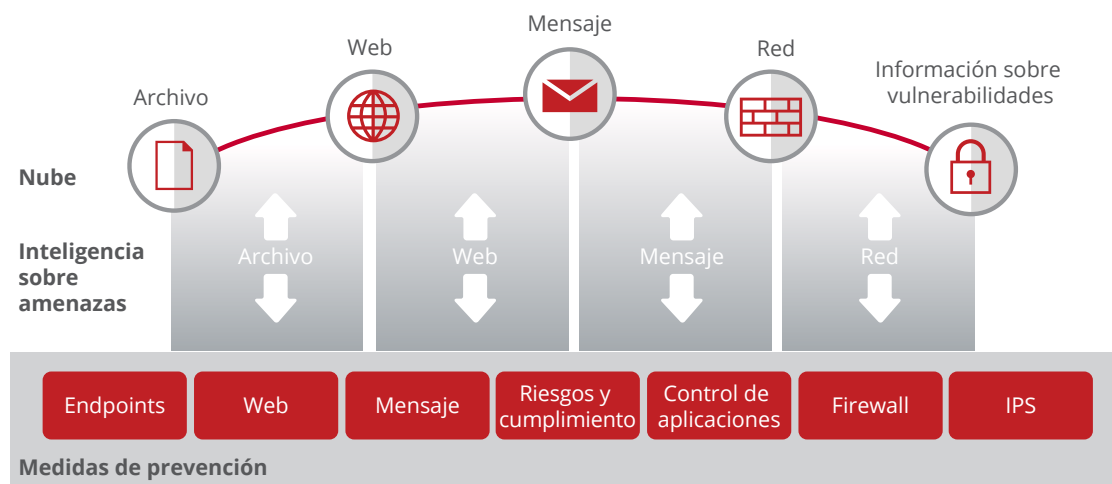 Mensaje
Web
Red
Archivo
Información sobre
vulnerabilidades
Nube
Inteligencia
sobre
amenazas
Archivo
Web
Mensaje
Red
Endpoints
Web
Mensaje
Riesgos y
cumplimiento
Control de
aplicaciones
Firewall
IPS
Medidas de prevención